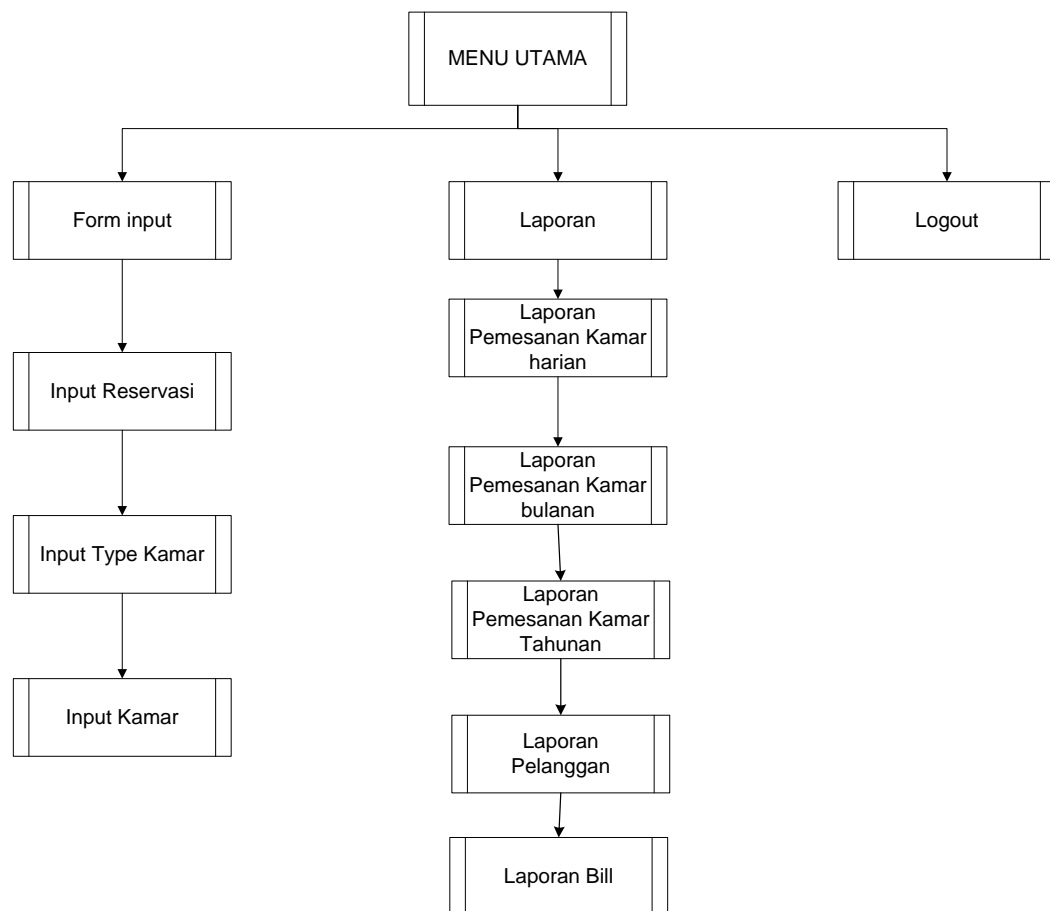 MENU UTAMA
Form input
Laporan
Logout
Laporan
Pemesanan Kamar
harian
Input Reservasi
Laporan
Pemesanan Kamar
bulanan
Input Type Kamar
Laporan
Pemesanan Kamar
Tahunan
Input Kamar
Laporan
Pelanggan
Laporan Bill